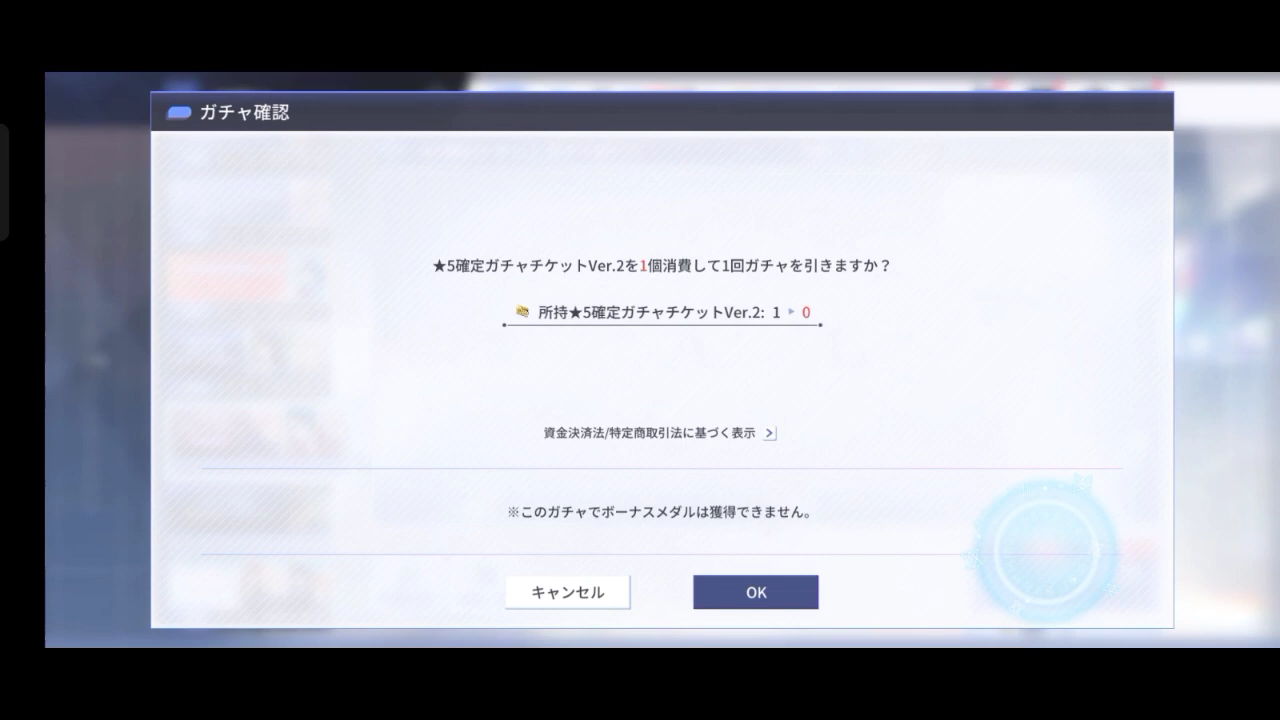 ガチャ確認
★5確定ガチャチケットVer.2を1個消費して1回ガチャを引きますか？
所持★5確定ガチャチケットVer.2: 1 ▶ 0
資金決済法/特定商取引法に基づく表示 >
※このガチャでボーナスメダルは獲得できません。
キャンセル OK